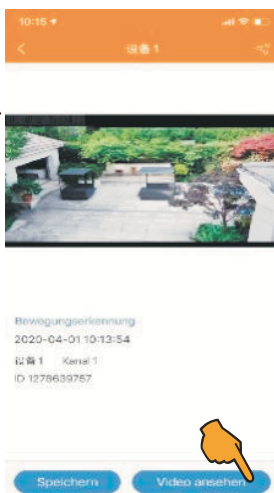 10:15
设备 1
Bewegungserkennung
2020-04-01 10:13:54
设备 1 Kanal 1
ID 1278639757
Speichern Video ansehen